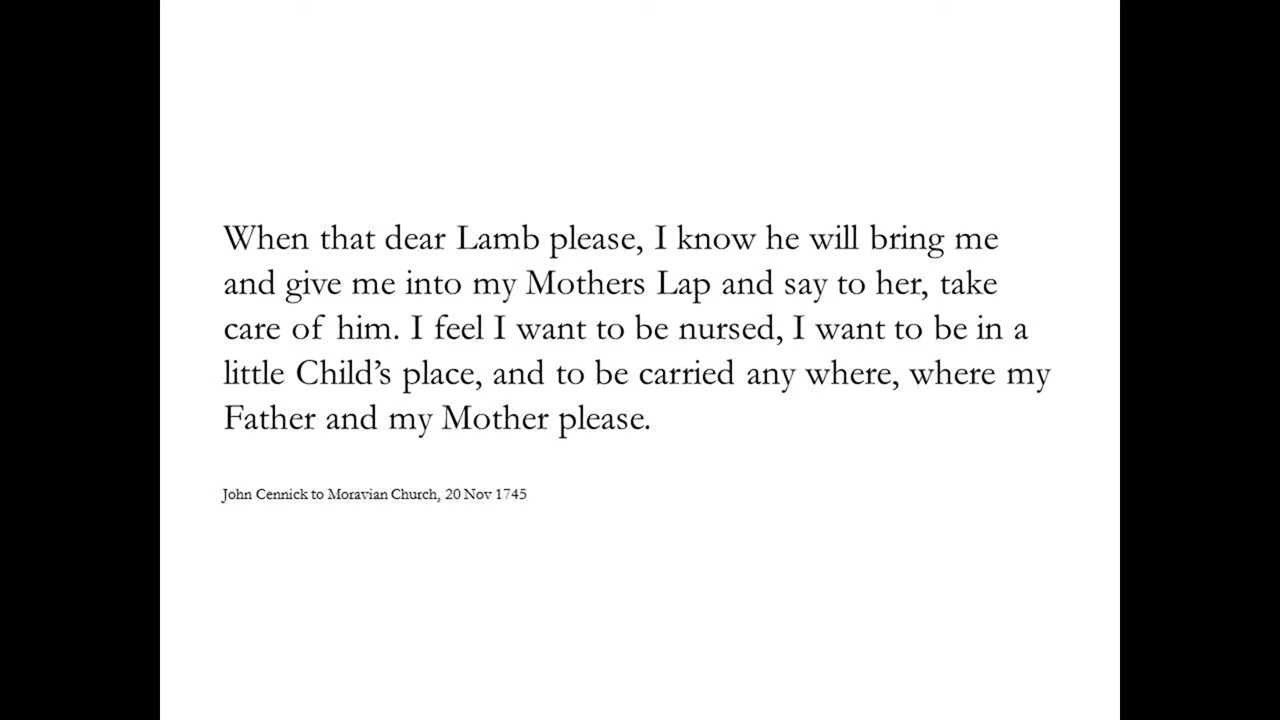 When that dear Lamb please, I know he will bring me
and give me into my Mothers Lap and say to her, take
care of him. I feel I want to be nursed, I want to be in a
little Child’s place, and to be carried any where, where my
Father and my Mother please.
John Cennick to Moravian Church, 20 Nov 1745